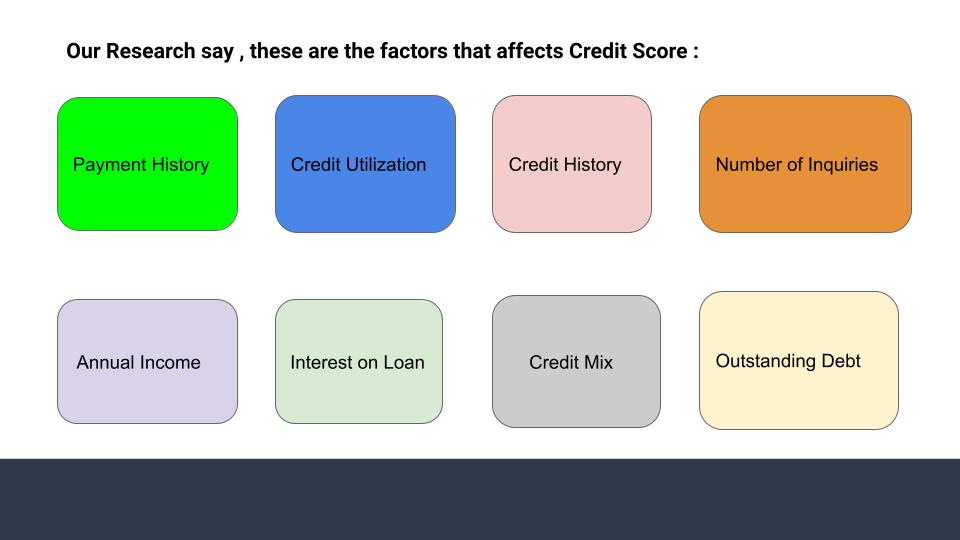 Our Research say , these are the factors that affects Credit Score :
Payment History
Credit Utilization
Credit History
Number of Inquiries
Annual Income
Interest on Loan
Credit Mix
Outstanding Debt